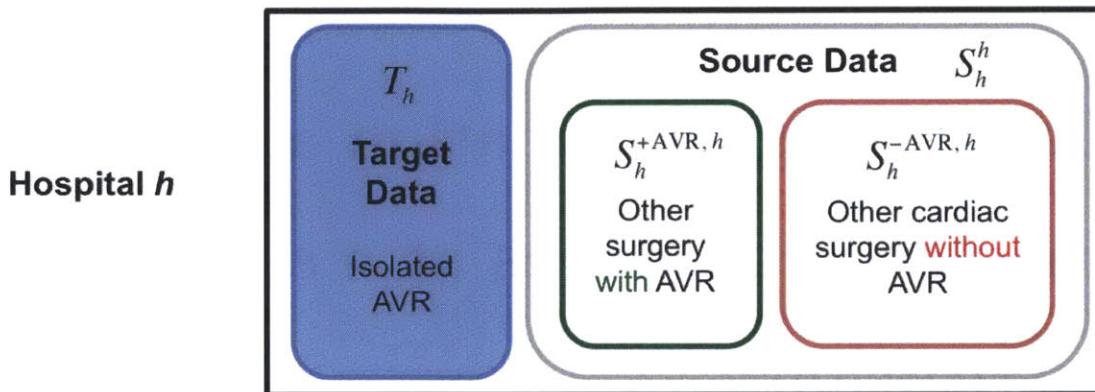 Hospital h
T_h
Target
Data
Isolated
AVR
Source Data S_h^h
S_h^{+AVR, h}
Other
surgery
with AVR
S_h^{-AVR, h}
Other cardiac
surgery without
AVR